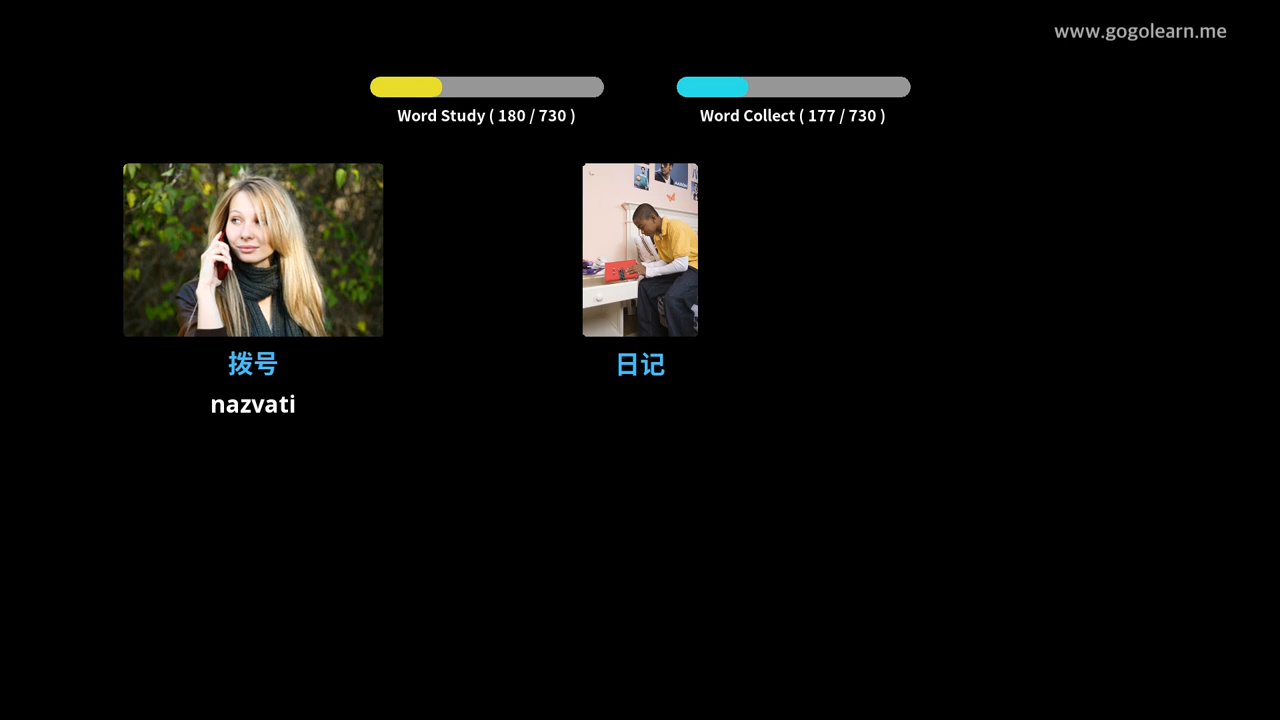 www.gogolearn.me
Word Study ( 180 / 730 )
Word Collect ( 177 / 730 )
拨号
日记
nazvati